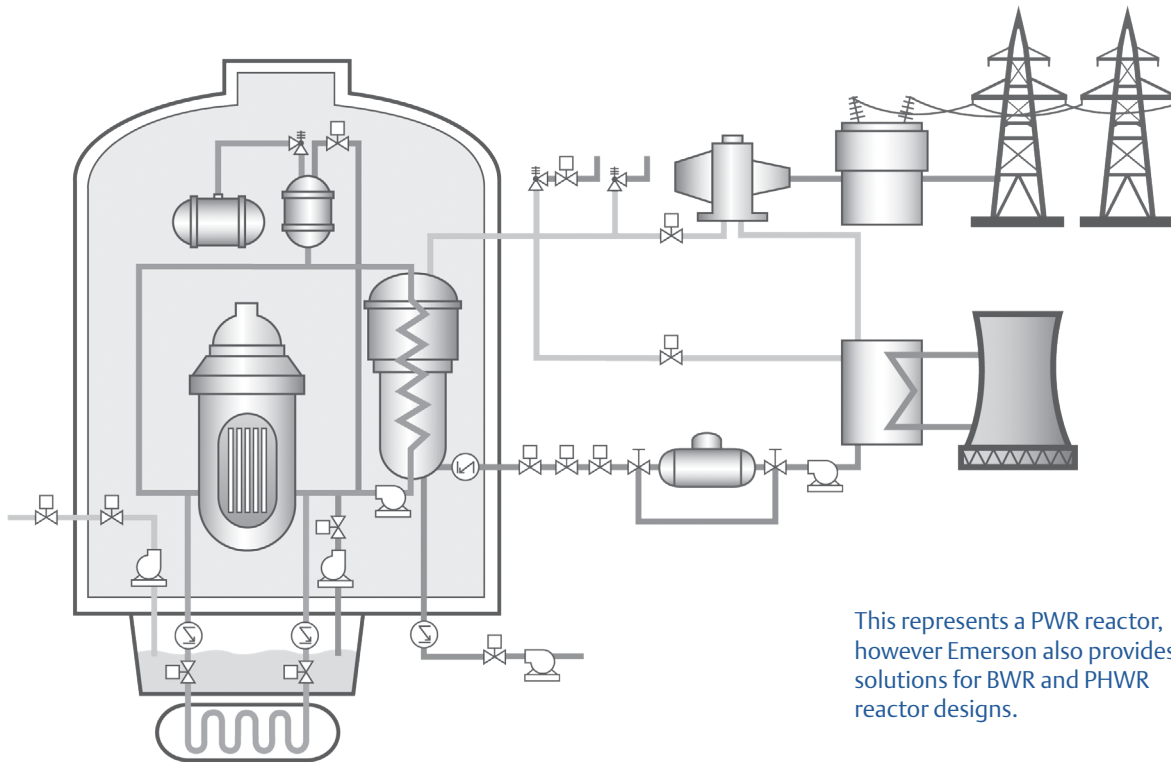 This represents a PWR reactor,
however Emerson also provides
solutions for BWR and PHWR
reactor designs.